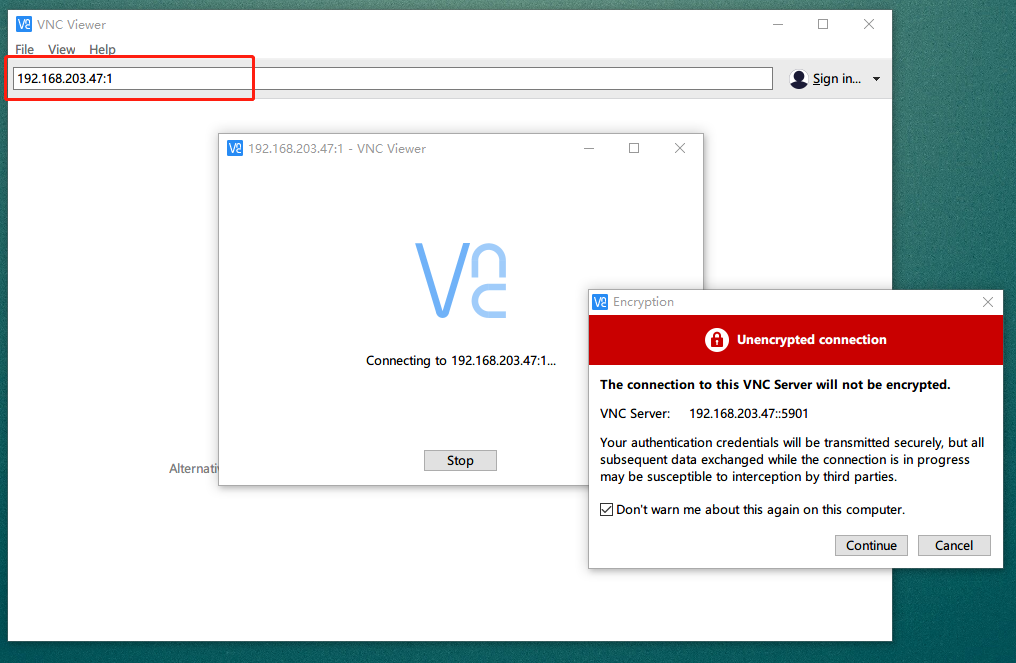 VNC Viewer
File View Help
192.168.203.47:1
Sign in...
192.168.203.47:1 - VNC Viewer
Connecting to 192.168.203.47:1...
Stop
Encryption
Unencrypted connection
The connection to this VNC Server will not be encrypted.
VNC Server: 192.168.203.47::5901
Your authentication credentials will be transmitted securely, but all
subsequent data exchanged while the connection is in progress
may be susceptible to interception by third parties.
Don't warn me about this again on this computer.
Continue Cancel